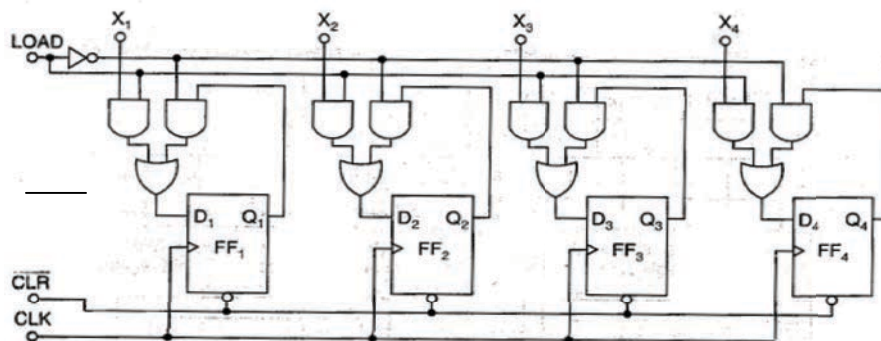 X1 X2 X3 X4
LOAD
D1 Q1 D2 Q2 D3 Q3 D4 Q4
FF1 FF2 FF3 FF4
CLR
CLK